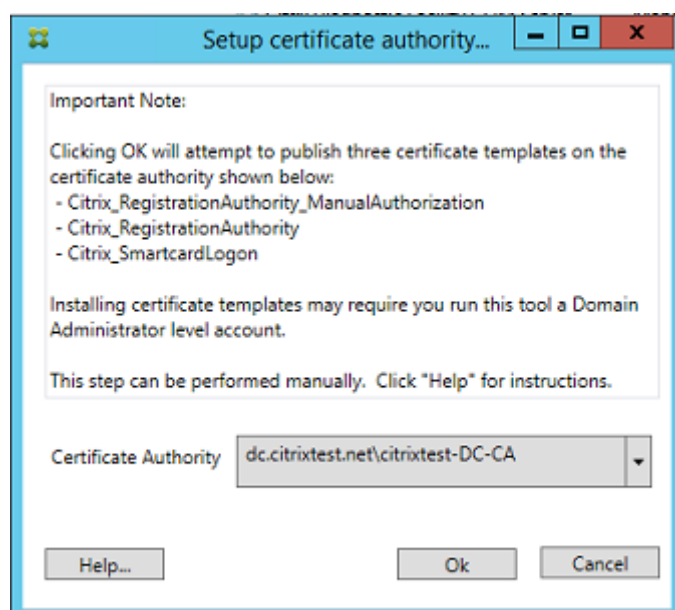 Setup certificate authority...
Important Note:
Clicking OK will attempt to publish three certificate templates on the
certificate authority shown below:
- Citrix_RegistrationAuthority_ManualAuthorization
- Citrix_RegistrationAuthority
- Citrix_SmartcardLogon
Installing certificate templates may require you run this tool a Domain
Administrator level account.
This step can be performed manually.  Click "Help" for instructions.
Certificate Authority
dc.citrixtest.net\citrixtest-DC-CA
Help...
Ok
Cancel